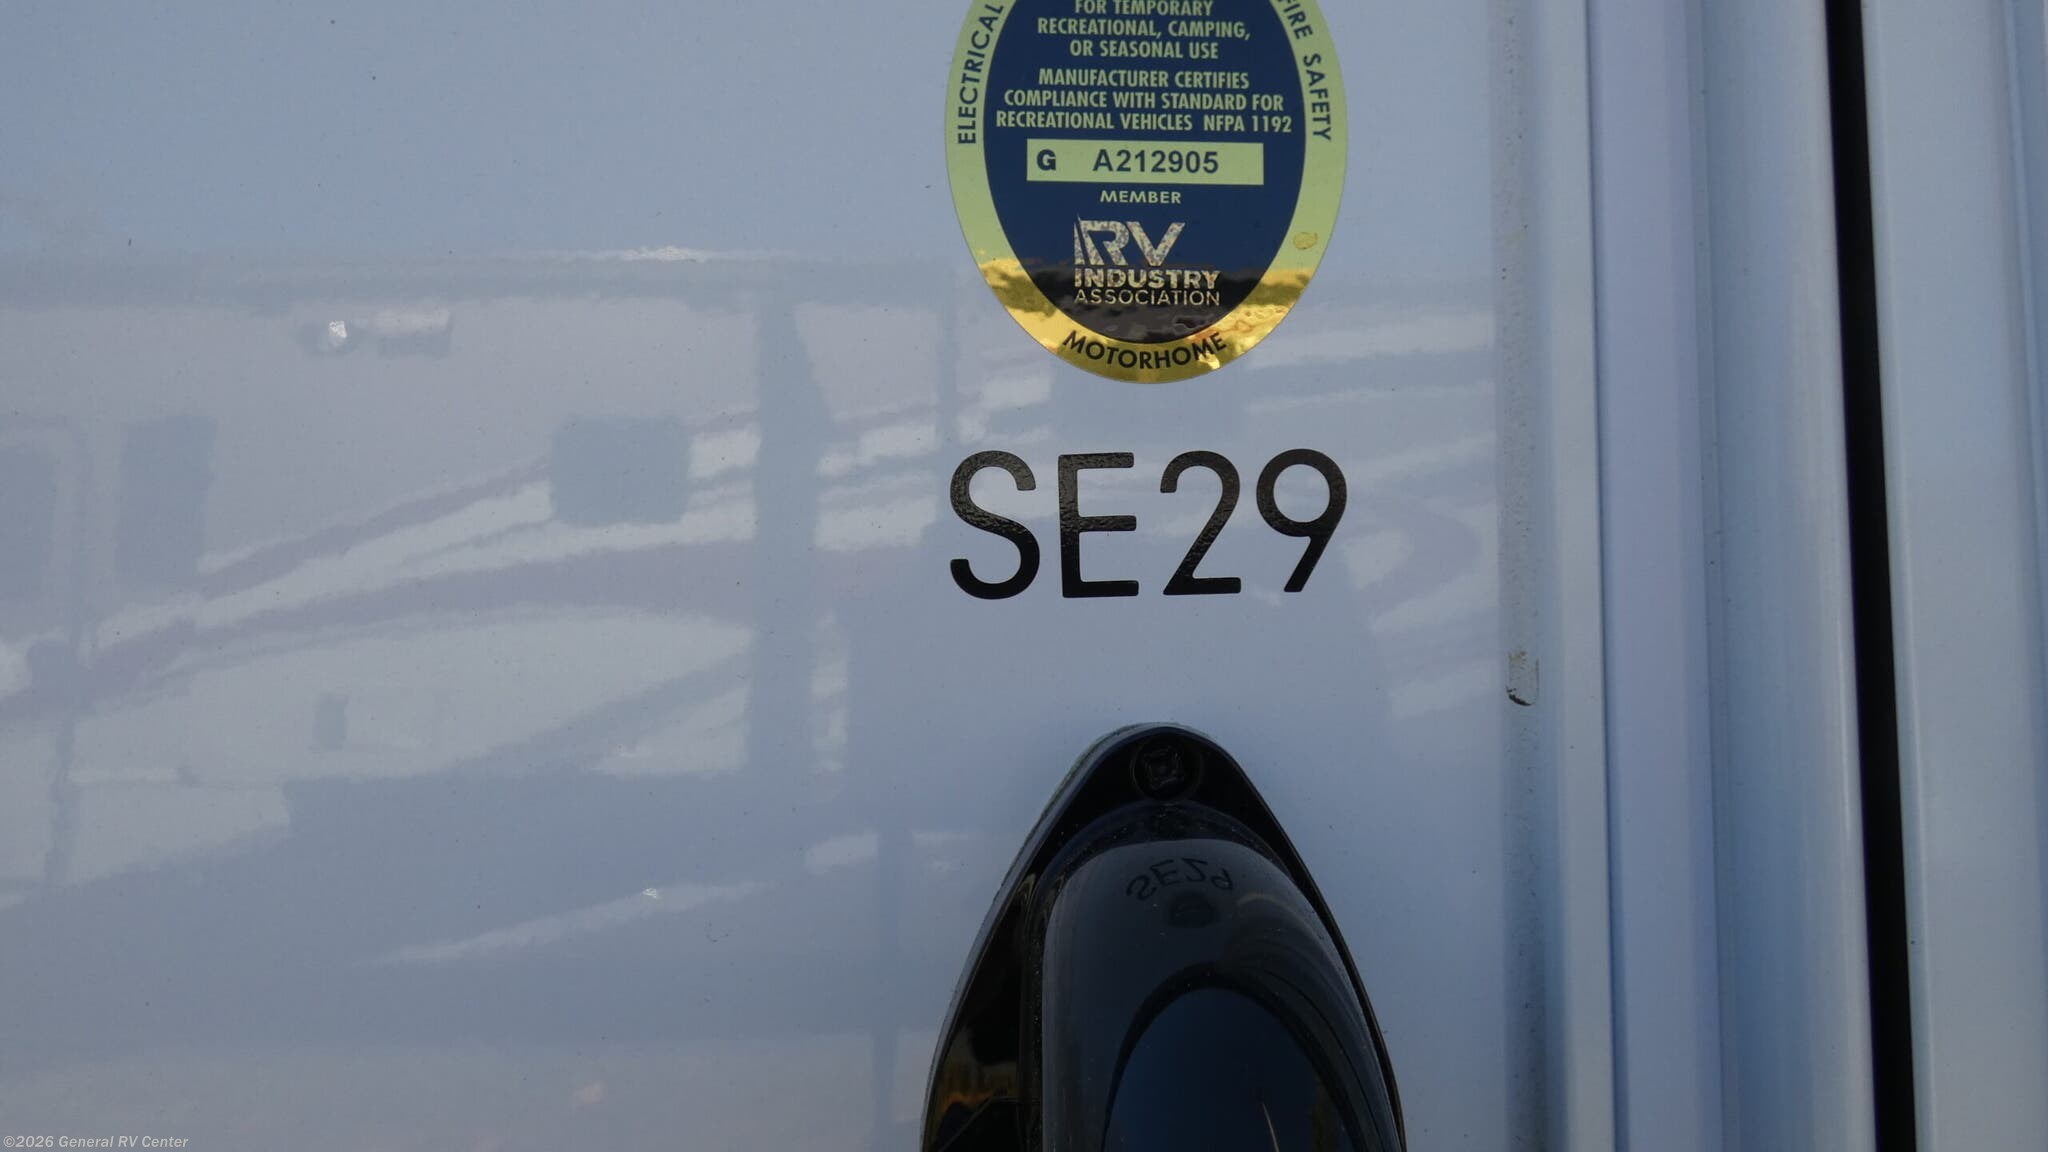 ELECTRICAL
FIRE SAFETY
FOR TEMPORARY
RECREATIONAL, CAMPING,
OR SEASONAL USE
MANUFACTURER CERTIFIES
COMPLIANCE WITH STANDARD FOR
RECREATIONAL VEHICLES NFPA 1192
G A212905
MEMBER
RV
INDUSTRY
ASSOCIATION
MOTORHOME
SE29
©2026 General RV Center